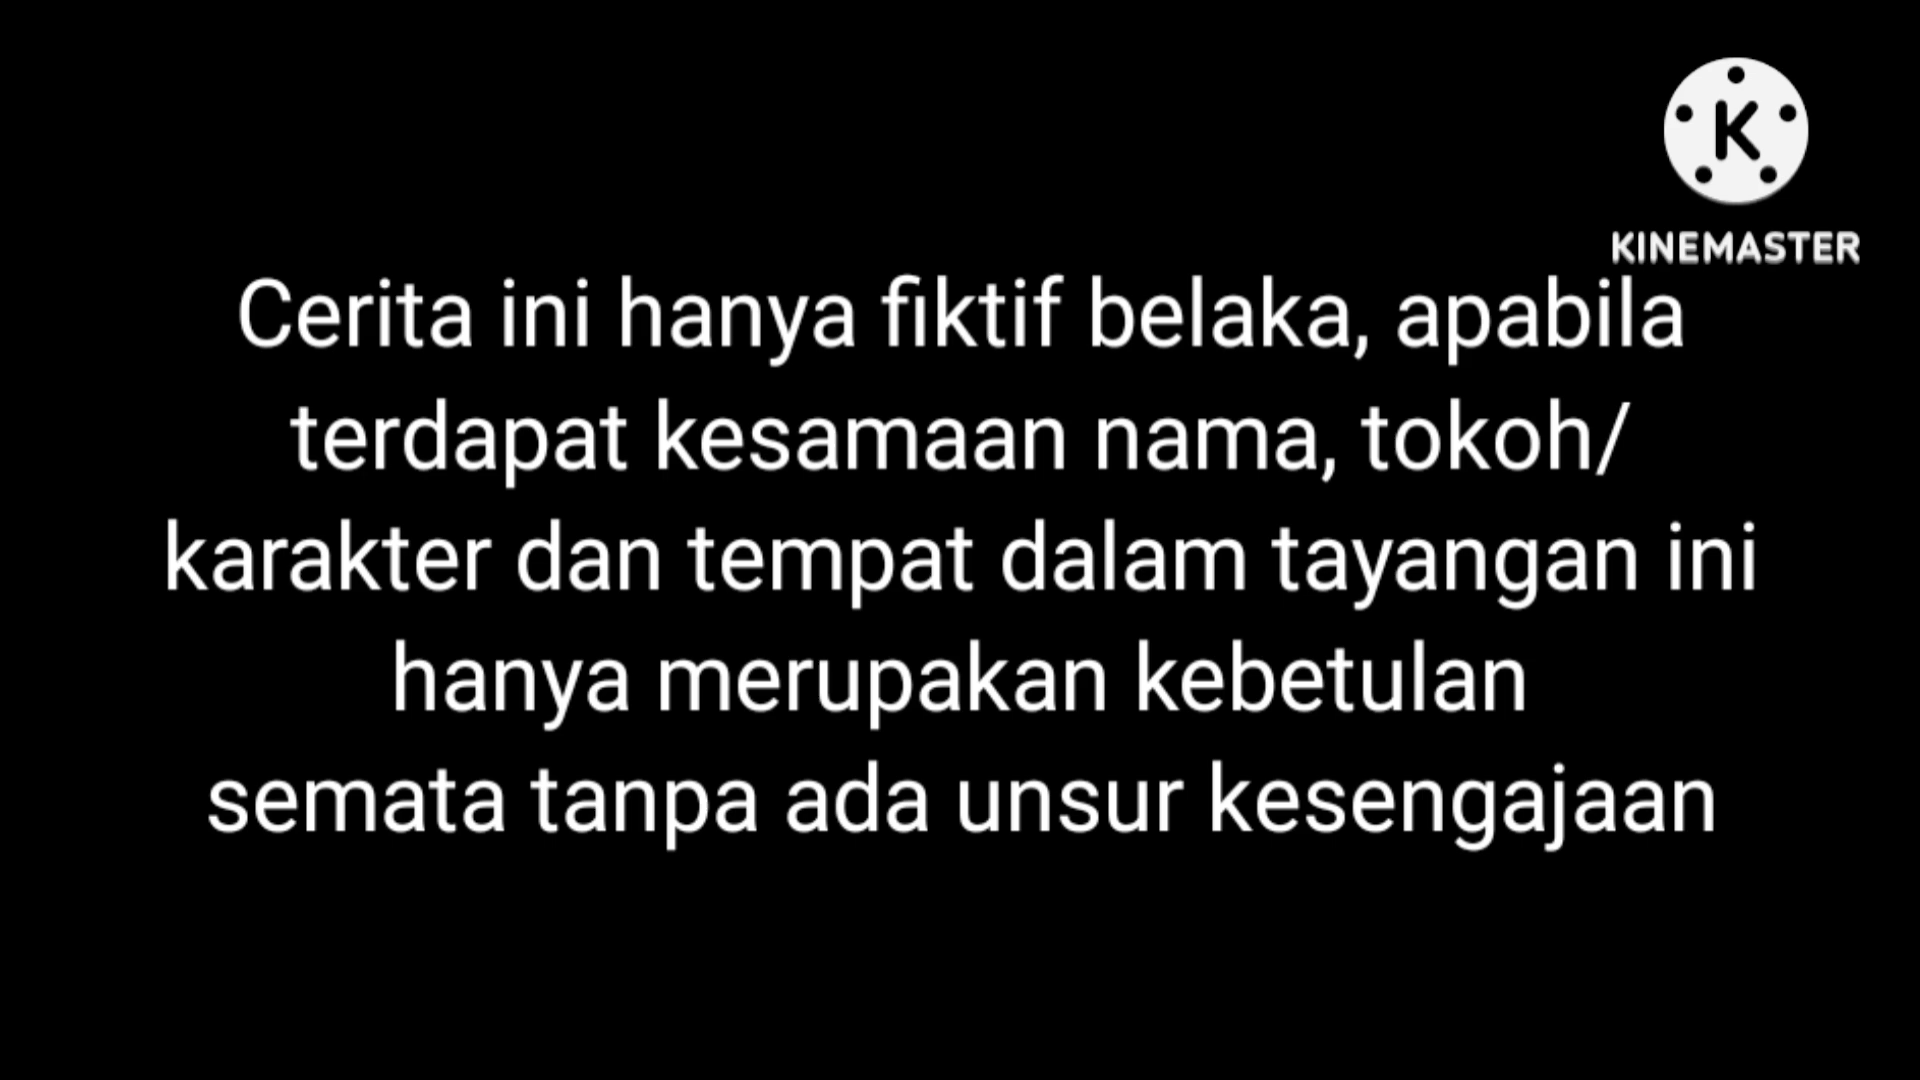 K
KINEMASTER
Cerita ini hanya fiktif belaka, apabila
terdapat kesamaan nama, tokoh/
karakter dan tempat dalam tayangan ini
hanya merupakan kebetulan
semata tanpa ada unsur kesengajaan